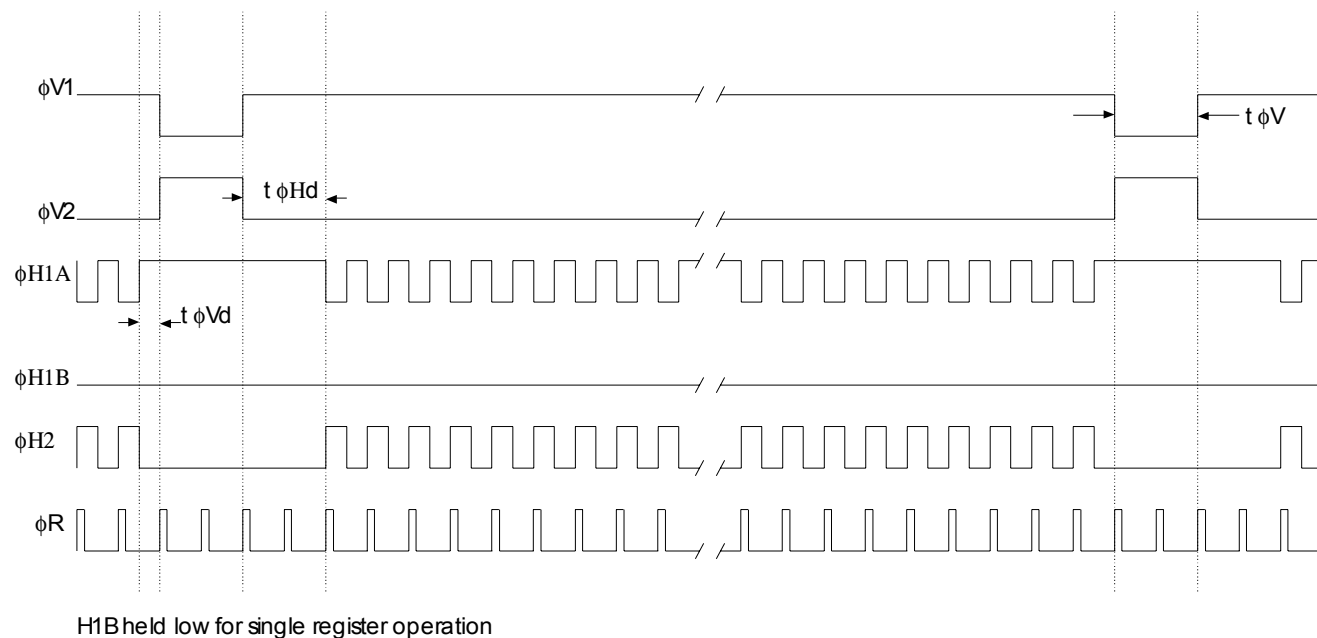 ϕV1
t ϕV
t ϕHd
ϕV2
ϕH1A
t ϕVd
ϕH1B
ϕH2
ϕR
H1B held low for single register operation